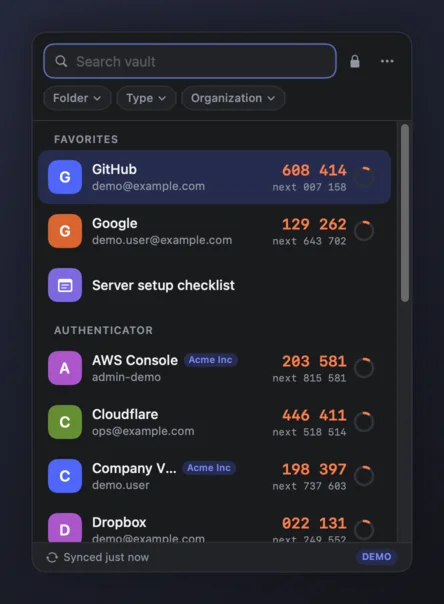 Search vault
Folder
Type
Organization
FAVORITES
G
GitHub
608 414
demo@example.com
next 007 158
G
Google
129 262
demo.user@example.com
next 643 702
Server setup checklist
AUTHENTICATOR
A
AWS Console
Acme Inc
203 581
admin-demo
next 815 581
C
Cloudflare
446 411
ops@example.com
next 518 514
C
Company V...
Acme Inc
198 397
demo.user
next 737 603
D
Dropbox
022 131
demo@example.com
next 249 552
Synced just now
DEMO